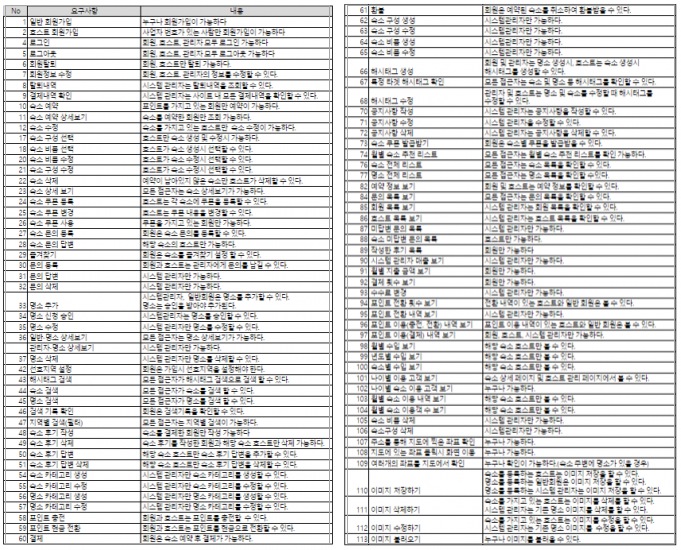 요구사항 내용
1 일반 회원가입 누구나 회원가입이 가능하다
2 호스트 회원가입 사업자 번호가 있는 사람만 회원가입이 가능하다
4 로그인 회원, 호스트, 관리자 모두 로그인 가능하다
5 로그아웃 회원, 호스트, 관리자 모두 로그아웃 가능하다
6 회원탈퇴 회원, 호스트만 탈퇴 가능하다.
7 회원정보 수정 회원, 호스트, 관리자의 정보를 수정할 수 있다.
8 탈퇴내역 시스템 관리자는 탈퇴내역을 조회할 수 있다.
9 결제내역 확인 시스템 관리자는 사이트 내 모든 결제내역을 확인할 수 있다.
10 숙소 예약 포인트를 가지고 있는 회원만 예약이 가능하다.
11 숙소 예약 상세보기 숙소를 예약한 회원만 조회 가능하다.
12 숙소 수정 숙소를 가지고 있는 호스트만 숙소 수정이 가능하다.
17 숙소 구성 선택 호스트만 숙소 생성 및 수정시 가능하다.
18 숙소 비품 선택 호스트가 숙소 생성시 선택할 수 있다.
20 숙소 비품 수정 호스트가 숙소 수정시 선택할 수 있다.
21 숙소 구성 수정 호스트가 숙소 수정시 선택할 수 있다.
22 숙소 삭제 예약이 남아있지 않은 숙소만 호스트가 삭제할 수 있다.
23 숙소 상세 보기 모든 접근자는 숙소 상세보기가 가능하다.
24 숙소 쿠폰 등록 호스트는 각 숙소에 쿠폰을 등록할 수 있다.
25 숙소 쿠폰 변경 호스트는 쿠폰 내용을 변경할 수 있다.
26 숙소 쿠폰 사용 쿠폰을 가지고 있는 회원만 가능하다.
27 숙소 문의 등록 회원은 숙소 문의를 등록할 수 있다.
28 숙소 문의 답변 해당 숙소의 호스트만 가능하다.
29 즐겨찾기 회원은 숙소를 즐겨찾기 설정 할 수 있다.
30 문의 등록 회원과 호스트는 관리자에게 문의를 남길 수 있다.
31 문의 답변 시스템 관리자만 가능하다.
32 문의 삭제 시스템 관리자만 가능하다.
33 명소 추가 시스템관리자, 일반회원은 명소를 추가할 수 있다.
명소는 승인을 받아야 추가된다.
34 명소 신청 승인 시스템관리자는 명소를 승인할 수 있다.
35 명소 수정 시스템 관리자만 명소를 수정할 수 있다.
36 일반 명소 상세보기 모든 접근자는 명소 상세보기가 가능하다.
관리자 명소 상세보기 시스템 관리자만 가능하다.
37 명소 삭제 시스템 관리자만 명소를 삭제할 수 있다.
42 선호지역 설정 회원은 가입시 선호지역을 설정해야 한다.
43 해시태그 검색 모든 접근자가 해시태그 검색으로 검색할 수 있다.
44 숙소 검색 모든 접근자가 숙소를 검색할 수 있다.
45 명소 검색 모든 접근자가 명소를 검색할 수 있다.
46 검색 기록 확인 회원은 검색기록을 확인할 수 있다.
47 지역별 검색(필터) 모든 접근자는 지역별 검색이 가능하다.
48 숙소 후기 작성 숙소를 결제한 회원만 작성 가능하다.
49 숙소 후기 삭제 숙소 후기를 작성한 회원과 해당 숙소 호스트만 삭제 가능하다.
50 숙소 후기 답변 해당 숙소 호스트만 숙소 후기 답변을 추가할 수 있다.
51 숙소 후기 답변 삭제 해당 숙소 호스트만 숙소 후기 답변을 삭제할 수 있다.
54 숙소 카테고리 생성 시스템 관리자만 숙소 카테고리를 생성할 수 있다.
55 숙소 카테고리 수정 시스템 관리자만 숙소 카테고리를 수정할 수 있다.
56 명소 카테고리 생성 시스템 관리자만 명소 카테고리를 생성할 수 있다.
57 명소 카테고리 수정 시스템 관리자만 명소 카테고리를 수정할 수 있다.
58 포인트 충전 회원과 호스트는 포인트를 충전할 수 있다.
59 포인트 현금 전환 회원과 호스트는 포인트를 현금으로 전환할 수 있다.
60 결제 회원은 숙소 예약 후 결제가 가능하다.
61 환불 회원은 예약된 숙소를 취소하여 환불받을 수 있다.
62 숙소 구성 생성 시스템관리자만 가능하다.
63 숙소 구성 수정 시스템관리자만 가능하다.
64 숙소 비품 생성 시스템관리자만 가능하다.
65 숙소 비품 수정 시스템관리자만 가능하다.
66 해시태그 생성 회원 및 관리자는 명소 생성시, 호스트는 숙소 생성시
해시태그를 생성할 수 있다.
67 특정 타겟 해시태그 확인 모든 접근자는 숙소 및 명소 등 해시태그를 확인할 수 있다.
68 해시태그 수정 관리자 및 호스트는 명소 및 숙소를 수정할 때 해시태그를
수정할 수 있다.
70 공지사항 작성 시스템 관리자는 공지사항을 작성할 수 있다.
71 공지사항 수정 시스템 관리자을 수정할 수 있다.
72 공지사항 삭제 시스템 관리자는 공지사항을 삭제할 수 있다.
73 숙소 쿠폰 발급받기 회원은 숙소별 쿠폰을 발급받을 수 있다.
74 월별 숙소 추천 리스트 모든 접근자는 월별 숙소 추천 리스트를 확인 가능하다.
76 숙소 전체 리스트 모든 접근자는 숙소 목록을 확인할 수 있다.
77 명소 전체 리스트 모든 접근자는 명소 목록을 확인할 수 있다.
82 예약 정보 보기 회원 및 호스트는 예약 정보를 확인할 수 있다.
84 문의 목록 보기 모든 접근자는 문의 목록을 확인할 수 있다.
85 회원 목록 보기 시스템 관리자는 회원 목록을 확인할 수 있다.
86 호스트 목록 보기 시스템 관리자는 호스트 목록을 확인할 수 있다.
87 미답변 문의 목록 시스템 관리자만 가능하다.
88 숙소 미답변 문의 목록 호스트만 가능하다.
89 작성한 후기 목록 회원만 가능하다.
90 시스템 관리자 매출 보기 시스템 관리자만 가능하다.
91 월별 지출 금액 보기 회원만 가능하다.
92 결제 횟수 보기 회원만 가능하다.
93 수수료 변경 시스템 관리자만 가능하다.
94 포인트 전환 횟수 보기 전환 내역이 있는 호스트와 일반 회원은 볼 수 있다.
95 포인트 전환 내역 시스템 관리자만 가능하다.
96 포인트 이용(충전, 전환) 내역 보기 포인트 이용 내역이 있는 호스트와 일반 회원은 볼 수 있다.
97 포인트 이용(결제) 내역 보기 회원, 호스트, 시스템 관리자만 가능하다.
98 월별 수입 보기 해당 숙소 호스트만 볼 수 있다.
99 년도별 수입 보기 해당 숙소 호스트만 볼 수 있다.
100 숙소별 수입 보기 해당 숙소 호스트만 볼 수 있다.
101 나이별 이용 고객 보기 숙소 상세 페이지 및 호스트 관리 페이지에서 볼 수 있다.
102 나이별 숙소 이용 고객 보기 누구나 가능하다.
103 월별 숙소 이용 내역 보기 해당 숙소 호스트만 볼 수 있다.
104 월별 숙소 이용객 수 보기 해당 숙소 호스트만 볼 수 있다.
105 숙소 비품 삭제 시스템 관리자만 가능하다.
106 숙소구성 삭제 시스템 관리자만 가능하다.
107 주소를 통해 지도에 찍은 좌표 확인 누구나 가능하다.
108 지도에 있는 좌표 클릭시 화면 이동 누구나 가능하다.
109 여러개의 좌표를 지도에서 확인 누구나 확인이 가능하다.(숙소 주변에 명소가 있을 경우)
110 이미지 저장하기 숙소를 등록하는 호스트는 이미지 저장을 할 수 있다.
명소를 등록하는 일반회원은 이미지 저장을 할 수 있다.
명소를 등록하는 시스템 관리자는 이미지 저장을 할 수 있다.
111 이미지 삭제하기 숙소를 가지고 있는 호스트는 이미지를 삭제를 할 수 있다.
시스템 관리자는 기존 명소 이미지를 삭제를 할 수 있다.
112 이미지 수정하기 숙소를 가지고 있는 호스트는 이미지를 수정을 할 수 있다.
시스템 관리자는 기존 명소 이미지를 수정을 할 수 있다.
113 이미지 불러오기 누구나 이미지를 불러올 수 있다.